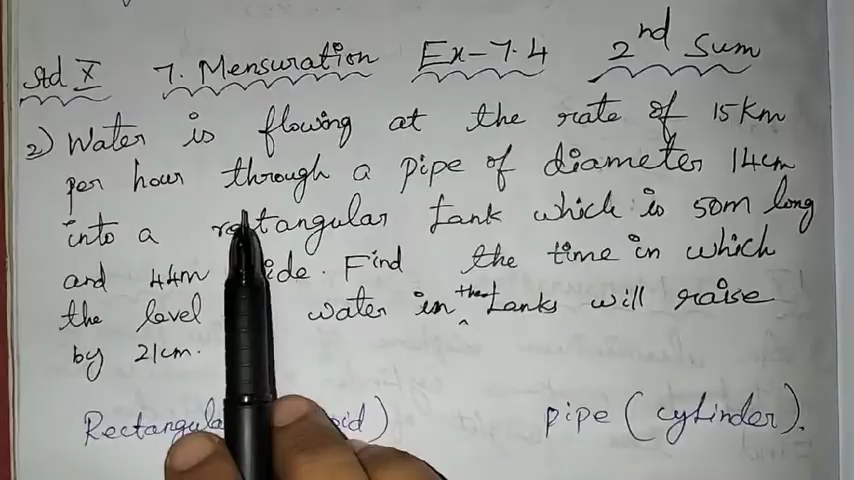 Std X 7. Mensuration Ex-7.4 2nd Sum
2) Water is flowing at the rate of 15Km
per hour through a pipe of diameter 14cm
into a rectangular tank which is 50m long
and 44m ide. Find the time in which
the level water in the tanks will raise
by 21cm.
Rectangula oid) pipe (cylinder).